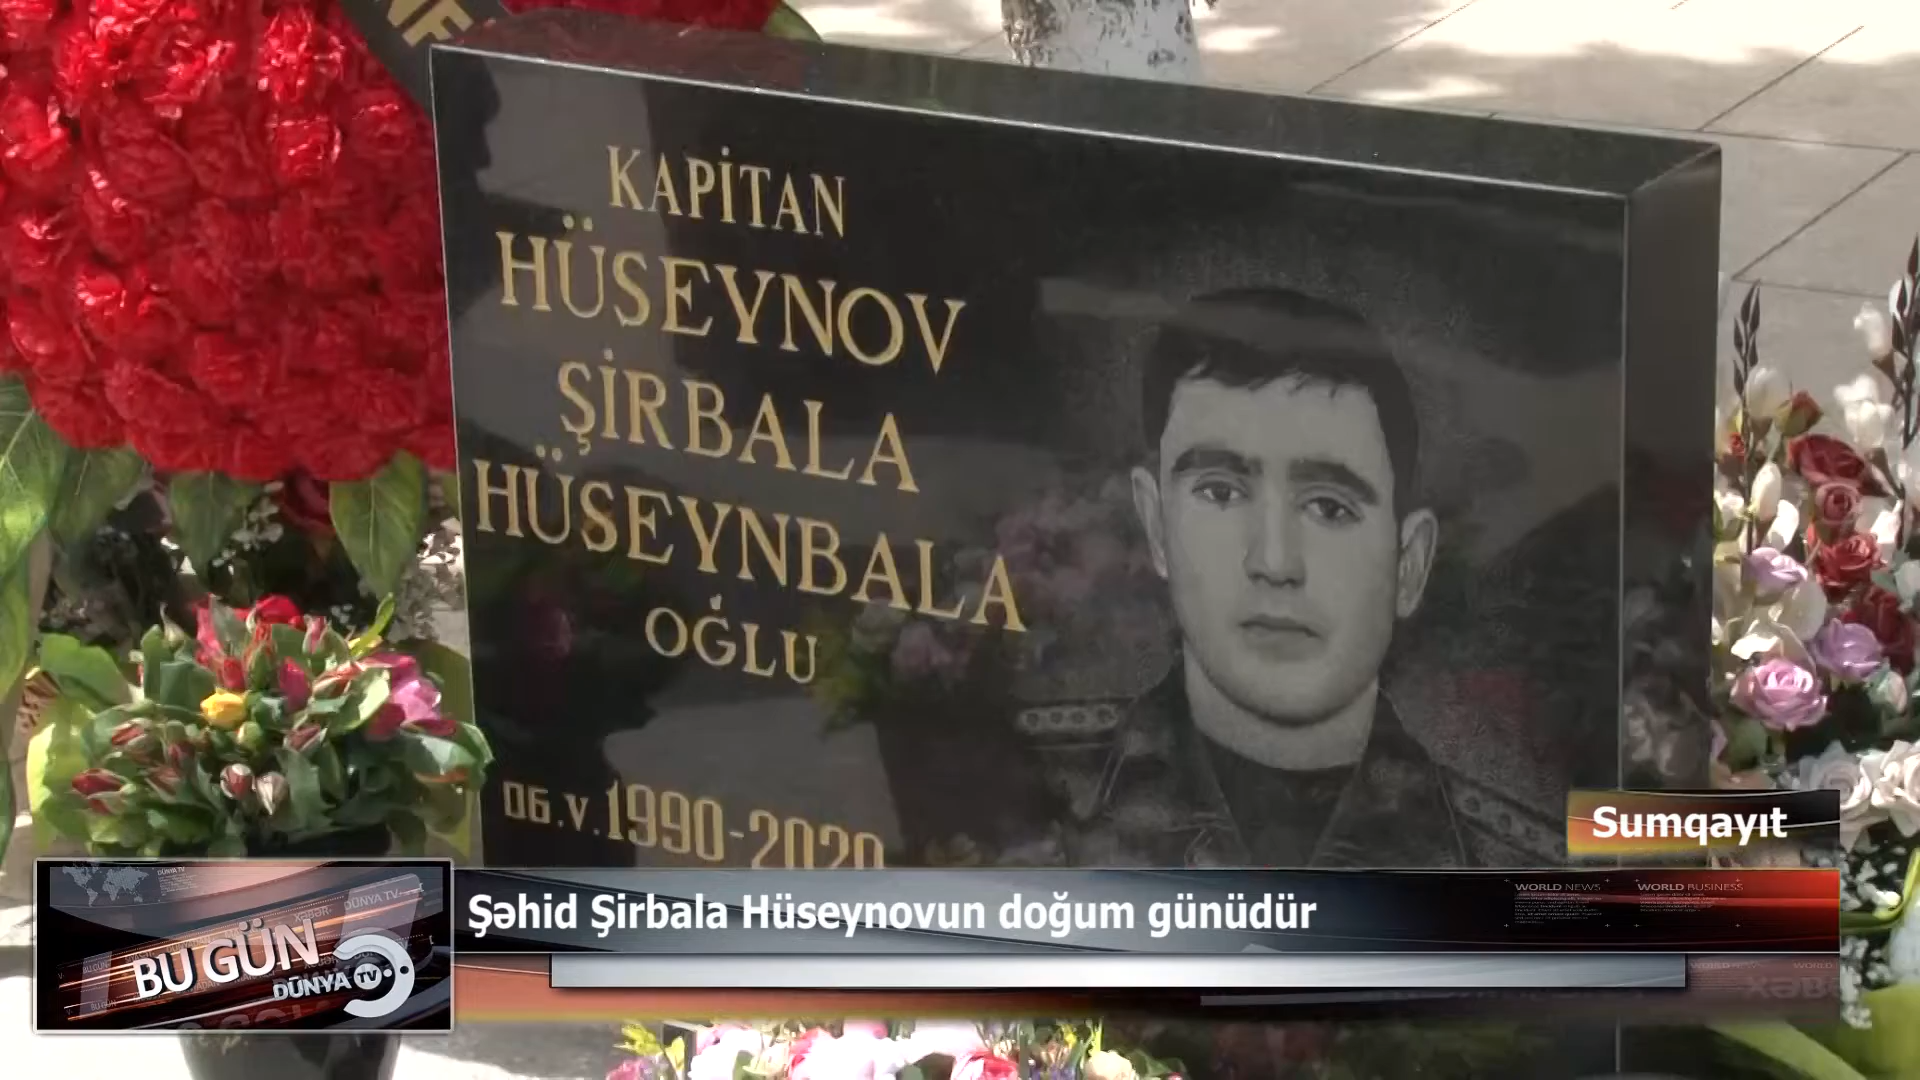 NF
KAPİTAN
HÜSEYNOV
ŞİRBALA
HÜSEYNBALA
OĞLU
06.V.1990-2020
Sumqayıt
Şəhid Şirbala Hüseynovun doğum günüdür
WORLD NEWS
WORLD BUSINESS
BU GÜN
DÜNYA TV